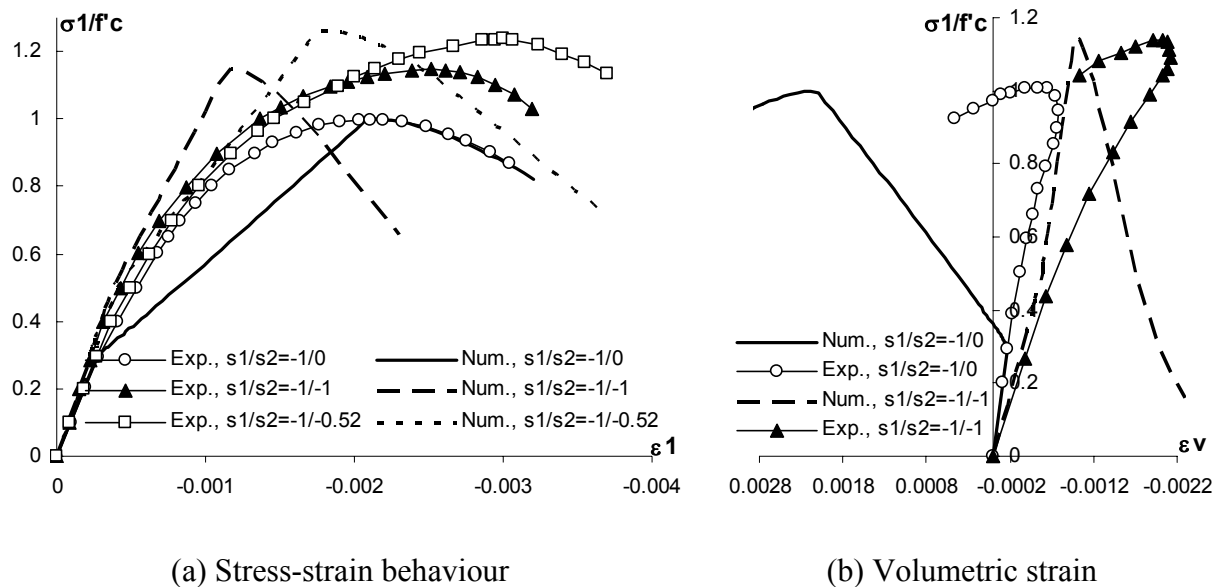 σ1/f'c
1.2
1
0.8
0.6
0.4
0.2
0
0 -0.001 -0.002 -0.003 -0.004
ε1
Exp., s1/s2=-1/0
Num., s1/s2=-1/0
Exp., s1/s2=-1/-1
Num., s1/s2=-1/-1
Exp., s1/s2=-1/-0.52
Num., s1/s2=-1/-0.52
(a) Stress-strain behaviour
σ1/f'c
1.2
1
0.8
0.6
0.4
0.2
0
0.0028 0.0018 0.0008 -0.0002 -0.0012 -0.0022
εv
Num., s1/s2=-1/0
Exp., s1/s2=-1/0
Num., s1/s2=-1/-1
Exp., s1/s2=-1/-1
(b) Volumetric strain